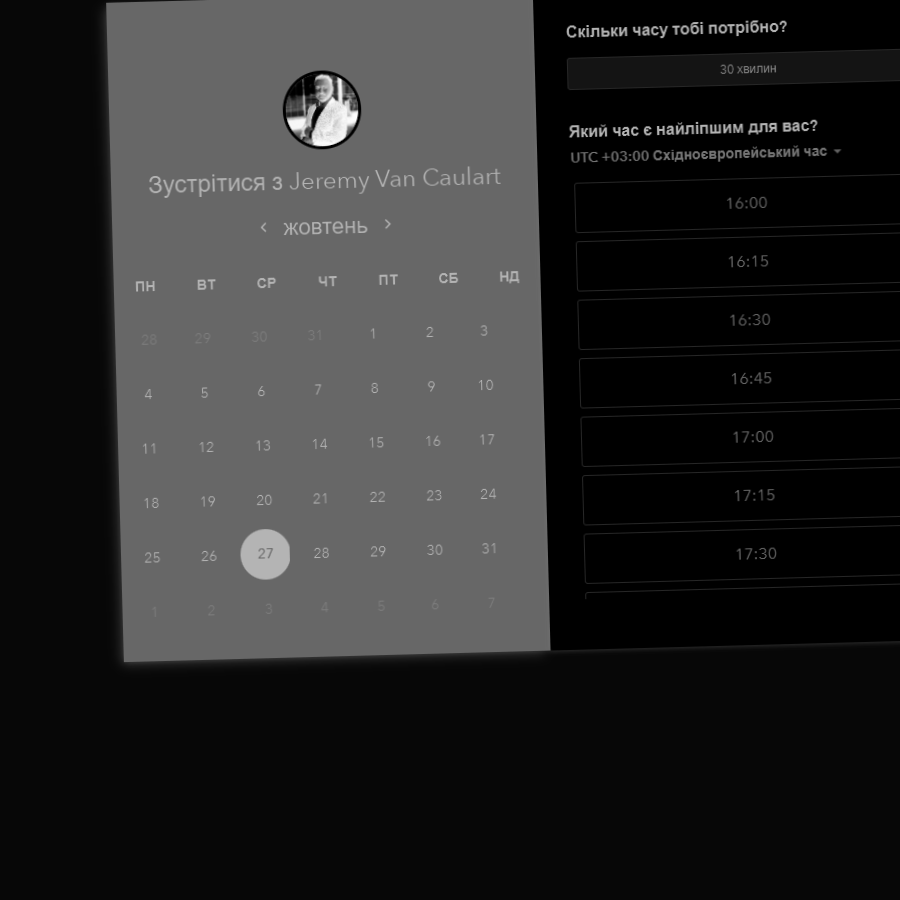 Зустрітися з Jeremy Van Caulart
‹ жовтень ›
ПН ВТ СР ЧТ ПТ СБ НД
28 29 30 31 1 2 3
4 5 6 7 8 9 10
11 12 13 14 15 16 17
18 19 20 21 22 23 24
25 26 27 28 29 30 31
1 2 3 4 5 6 7
Скільки часу тобі потрібно?
30 хвилин
Який час є найліпшим для вас?
UTC +03:00 Східноєвропейський час
16:00
16:15
16:30
16:45
17:00
17:15
17:30